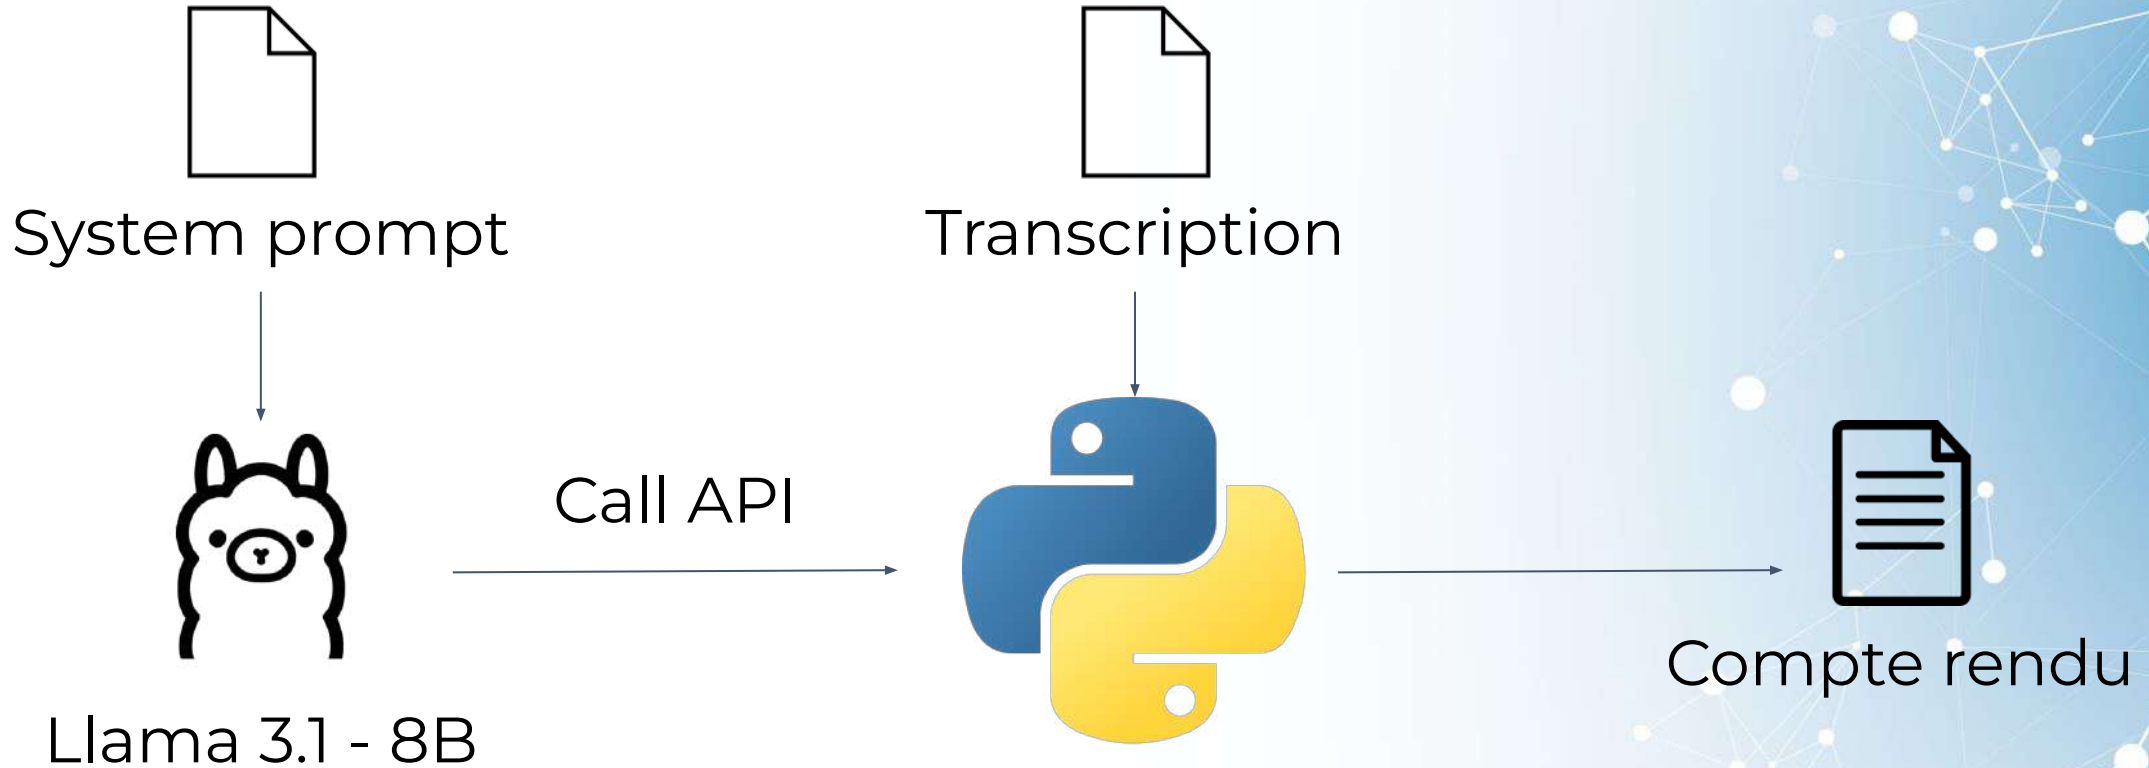 System prompt
Transcription
Call API
Compte rendu
Llama 3.1 - 8B